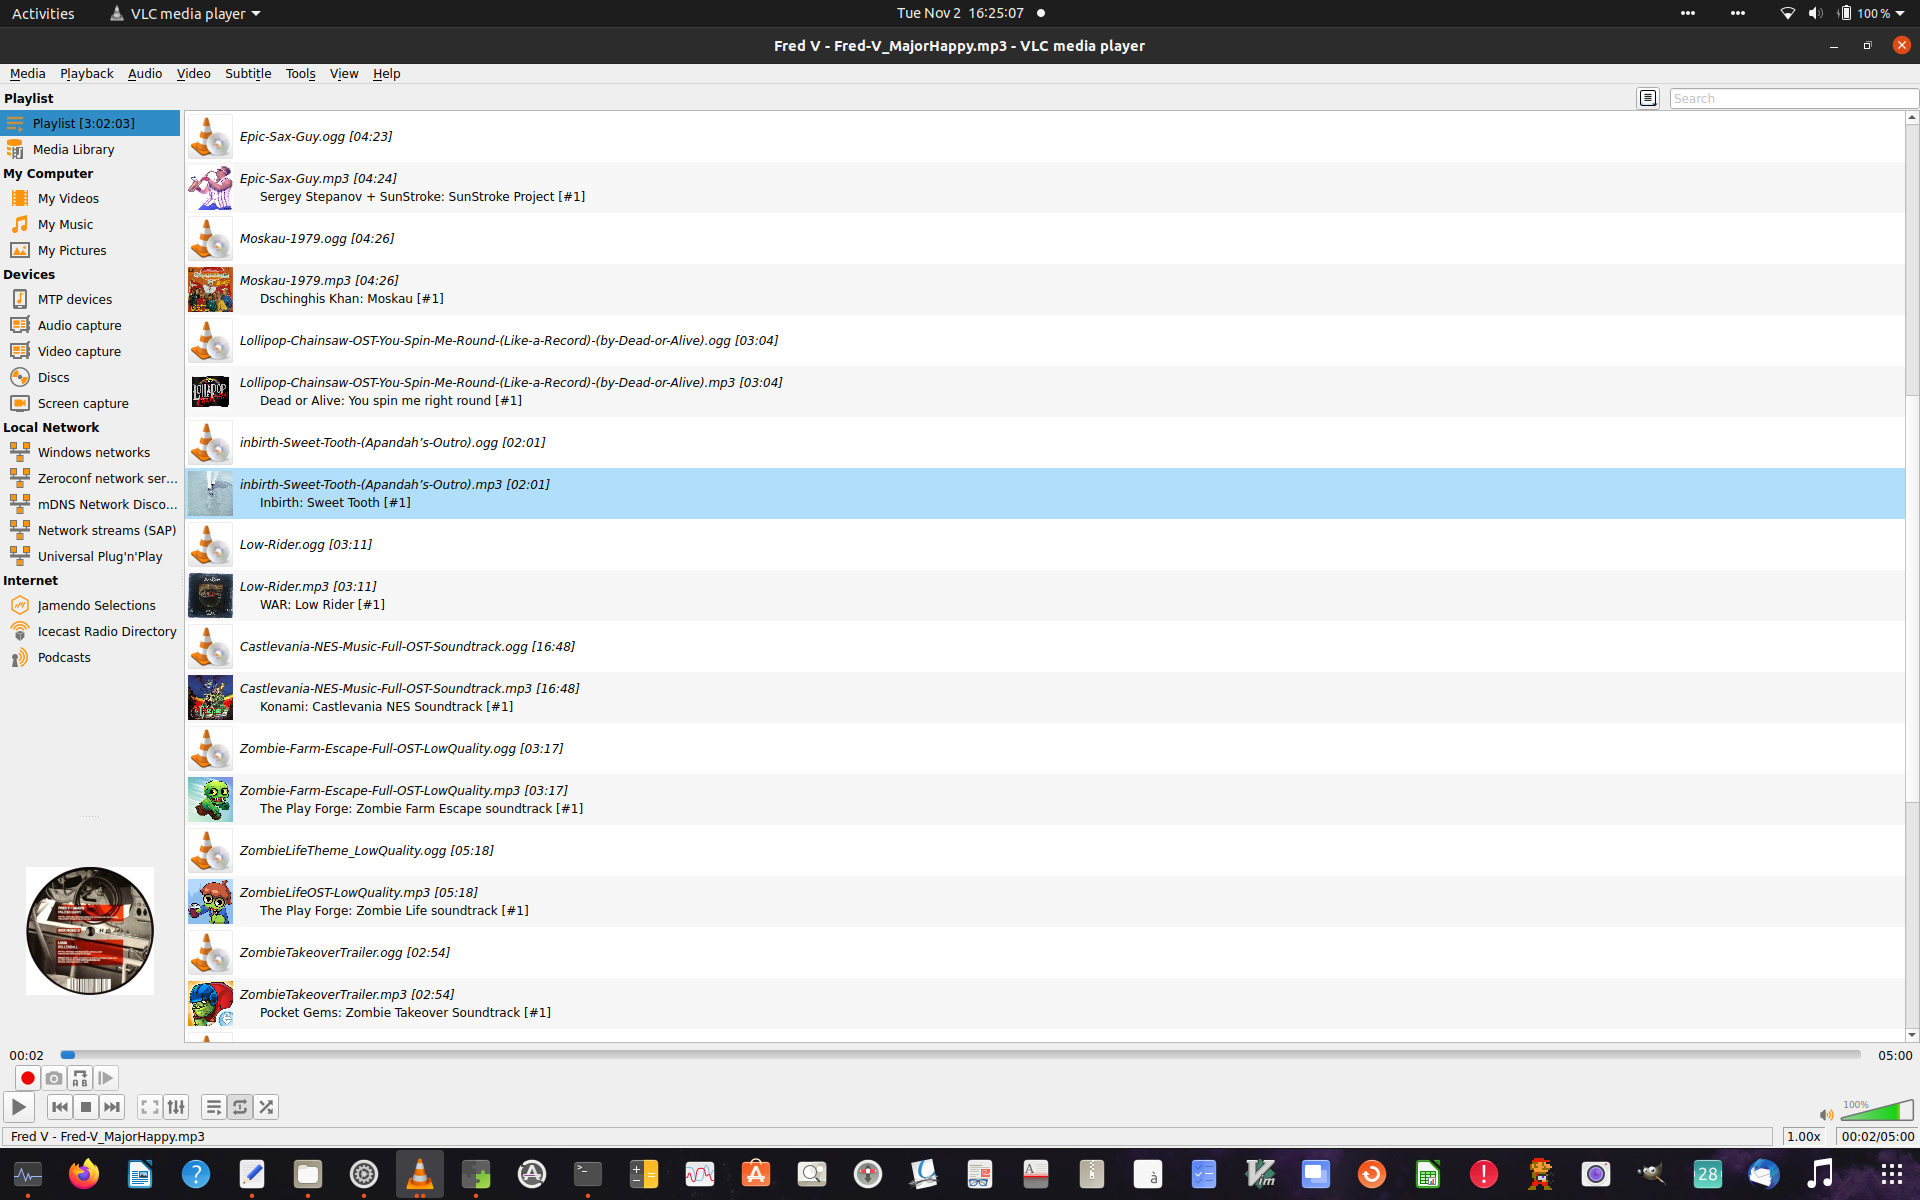 Activities
VLC media player
Tue Nov 2 16:25:07
100 %
Fred V - Fred-V_MajorHappy.mp3 - VLC media player
Media Playback Audio Video Subtitle Tools View Help
Playlist
Search
Playlist [3:02:03]
Media Library
My Computer
My Videos
My Music
My Pictures
Devices
MTP devices
Audio capture
Video capture
Discs
Screen capture
Local Network
Windows networks
Zeroconf network ser...
mDNS Network Disco...
Network streams (SAP)
Universal Plug'n'Play
Internet
Jamendo Selections
Icecast Radio Directory
Podcasts
Epic-Sax-Guy.ogg [04:23]
Epic-Sax-Guy.mp3 [04:24]
Sergey Stepanov + SunStroke: SunStroke Project [#1]
Moskau-1979.ogg [04:26]
Moskau-1979.mp3 [04:26]
Dschinghis Khan: Moskau [#1]
Lollipop-Chainsaw-OST-You-Spin-Me-Round-(Like-a-Record)-(by-Dead-or-Alive).ogg [03:04]
Lollipop-Chainsaw-OST-You-Spin-Me-Round-(Like-a-Record)-(by-Dead-or-Alive).mp3 [03:04]
Dead or Alive: You spin me right round [#1]
inbirth-Sweet-Tooth-(Apandah’s-Outro).ogg [02:01]
inbirth-Sweet-Tooth-(Apandah’s-Outro).mp3 [02:01]
Inbirth: Sweet Tooth [#1]
Low-Rider.ogg [03:11]
Low-Rider.mp3 [03:11]
WAR: Low Rider [#1]
Castlevania-NES-Music-Full-OST-Soundtrack.ogg [16:48]
Castlevania-NES-Music-Full-OST-Soundtrack.mp3 [16:48]
Konami: Castlevania NES Soundtrack [#1]
Zombie-Farm-Escape-Full-OST-LowQuality.ogg [03:17]
Zombie-Farm-Escape-Full-OST-LowQuality.mp3 [03:17]
The Play Forge: Zombie Farm Escape soundtrack [#1]
ZombieLifeTheme_LowQuality.ogg [05:18]
ZombieLifeOST-LowQuality.mp3 [05:18]
The Play Forge: Zombie Life soundtrack [#1]
ZombieTakeoverTrailer.ogg [02:54]
ZombieTakeoverTrailer.mp3 [02:54]
Pocket Gems: Zombie Takeover Soundtrack [#1]
00:02
05:00
A B
100%
Fred V - Fred-V_MajorHappy.mp3
1.00x
00:02/05:00
28